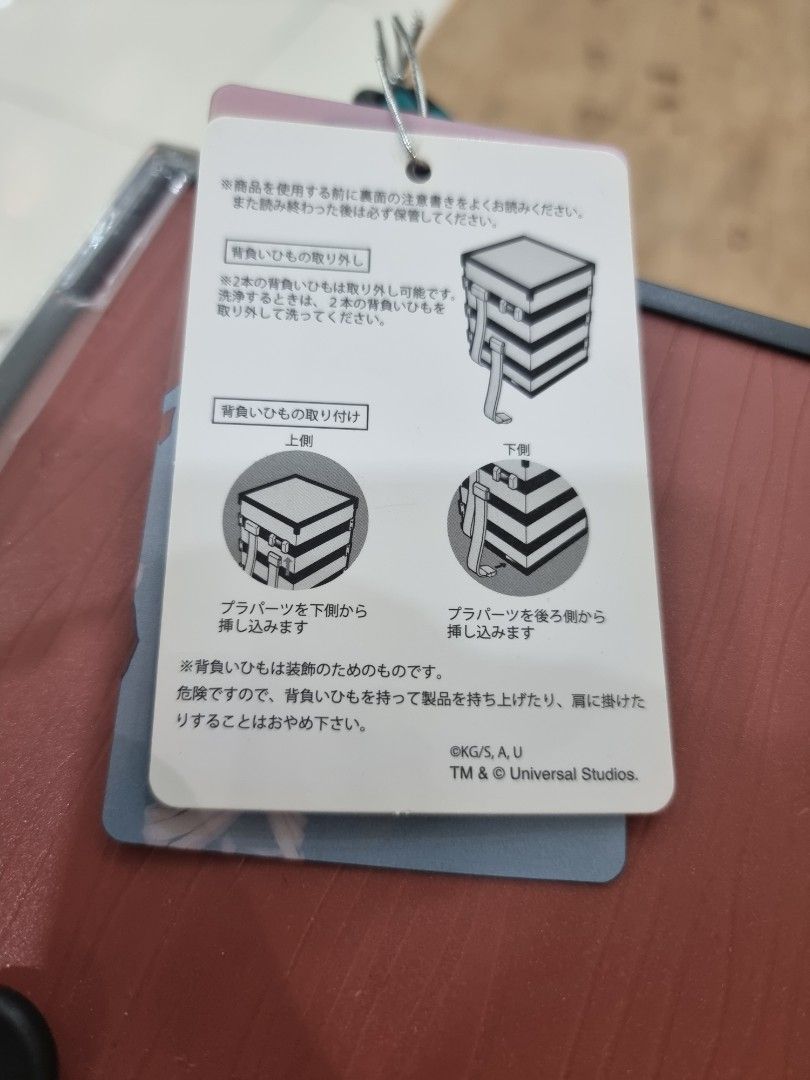 ※商品を使用する前に裏面の注意書きをよくお読みください。
また読み終わった後は必ず保管してください。
背負いひもの取り外し
※2本の背負いひもは取り外し可能です。
洗浄するときは、２本の背負いひもを
取り外して洗ってください。
背負いひもの取り付け
上側
下側
プラパーツを下側から
挿し込みます
プラパーツを後ろ側から
挿し込みます
※背負いひもは装飾のためのものです。
危険ですので、背負いひもを持って製品を持ち上げたり、肩に掛けた
りすることはおやめ下さい。
©KG/S, A, U
TM & © Universal Studios.